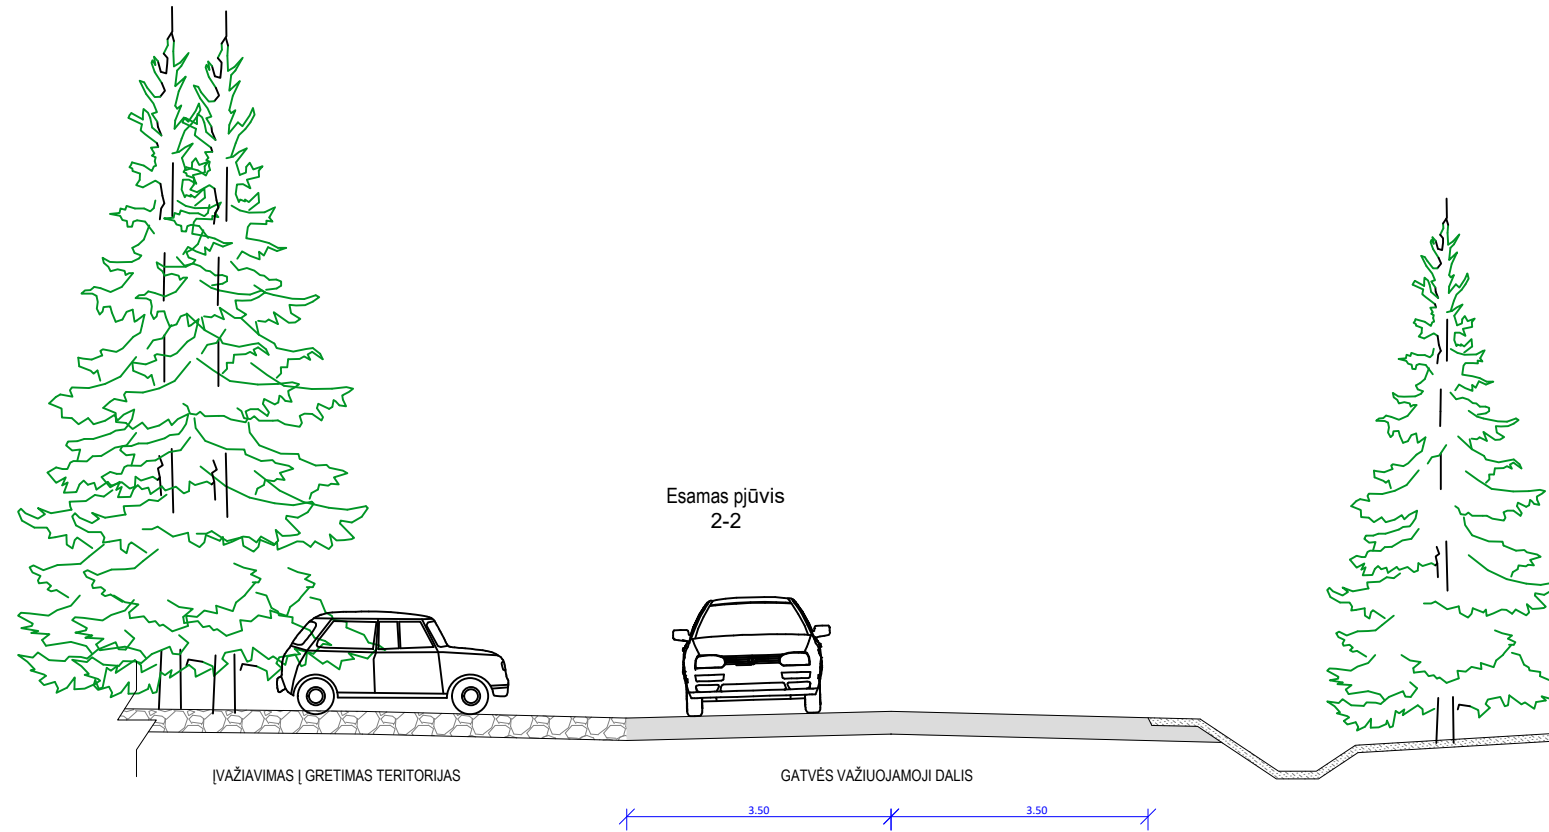 Esamas pjūvis
2-2
ĮVAŽIAVIMAS Į GRETIMAS TERITORIJAS
GATVĖS VAŽIUOJAMOJI DALIS
3.50
3.50